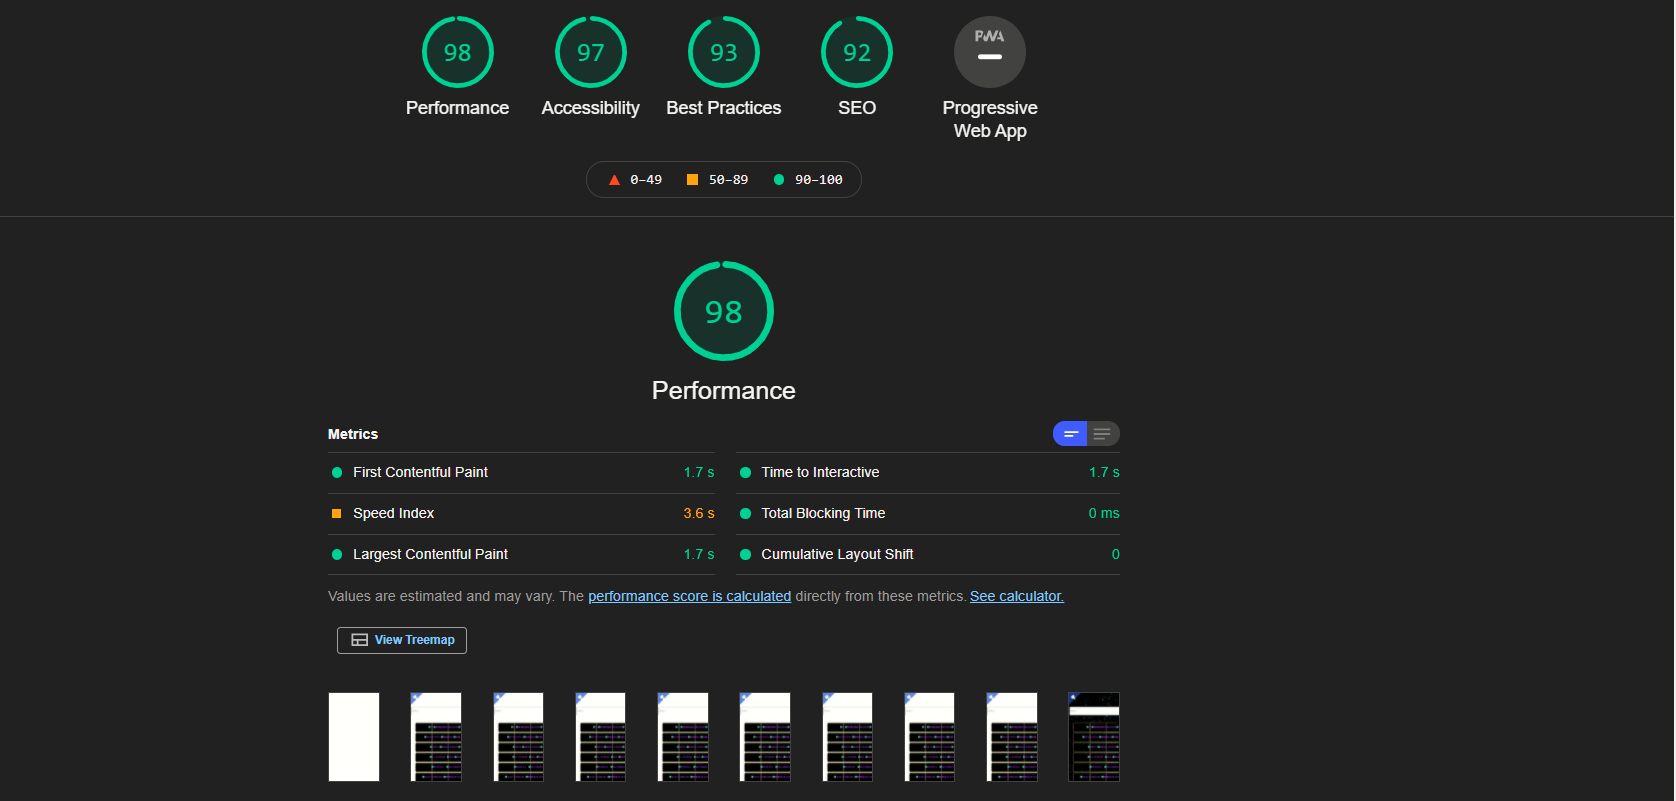 98 97 93 92 PWA
Performance Accessibility Best Practices SEO Progressive Web App
0–49 50–89 90–100
98
Performance
Metrics
First Contentful Paint 1.7 s
Time to Interactive 1.7 s
Speed Index 3.6 s
Total Blocking Time 0 ms
Largest Contentful Paint 1.7 s
Cumulative Layout Shift 0
Values are estimated and may vary. The performance score is calculated directly from these metrics. See calculator.
View Treemap